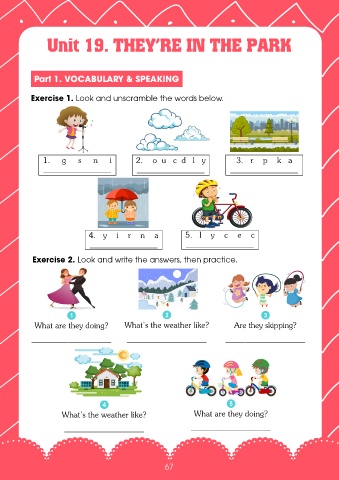 Unit 19. THEY'RE IN THE PARK
Part 1. VOCABULARY & SPEAKING
Exercise 1. Look and unscramble the words below.
1. g s n i
2. o u c d l y
3. r p k a
4. y i r n a
5. l y c e c
Exercise 2. Look and write the answers, then practice.
1
What are they doing?
2
What's the weather like?
3
Are they skipping?
4
What's the weather like?
5
What are they doing?
67